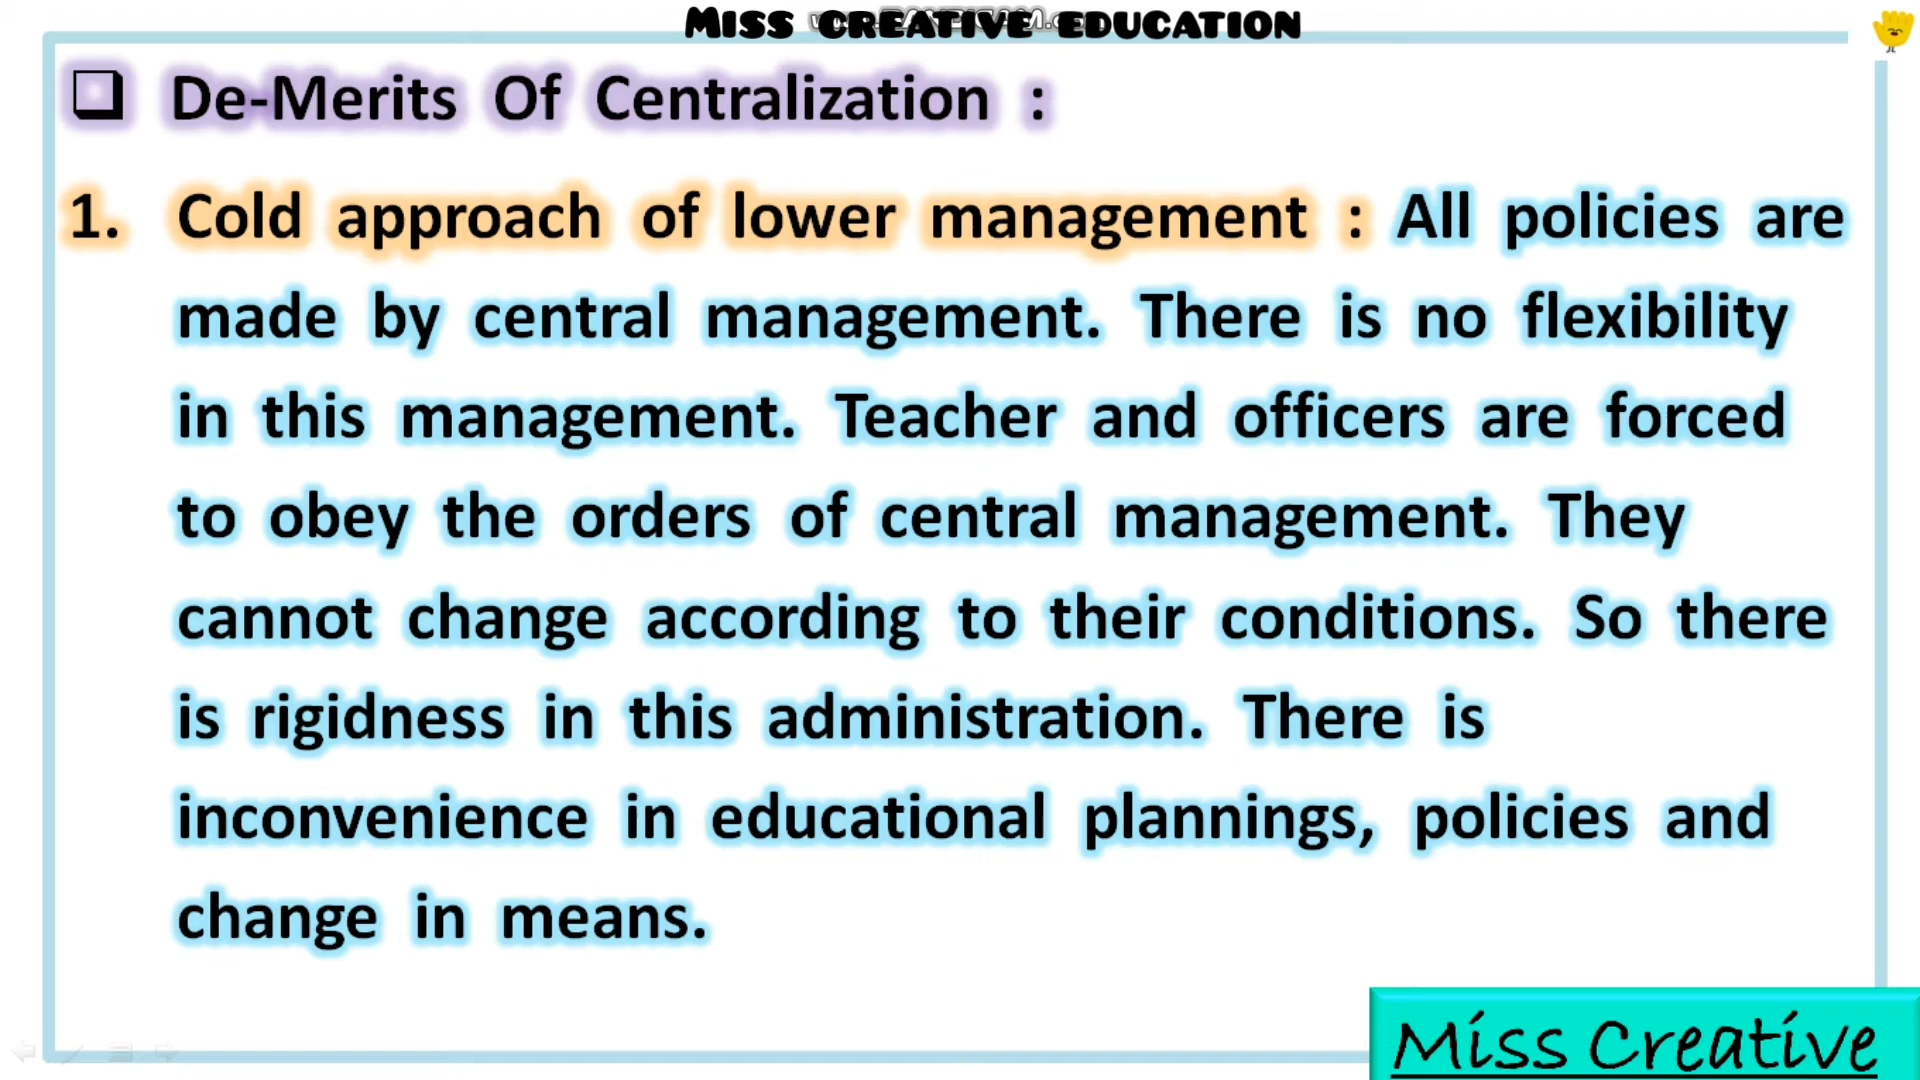 Miss creative education
❑ De-Merits Of Centralization :
1. Cold approach of lower management : All policies are
made by central management. There is no flexibility
in this management. Teacher and officers are forced
to obey the orders of central management. They
cannot change according to their conditions. So there
is rigidness in this administration. There is
inconvenience in educational plannings, policies and
change in means.
Miss Creative